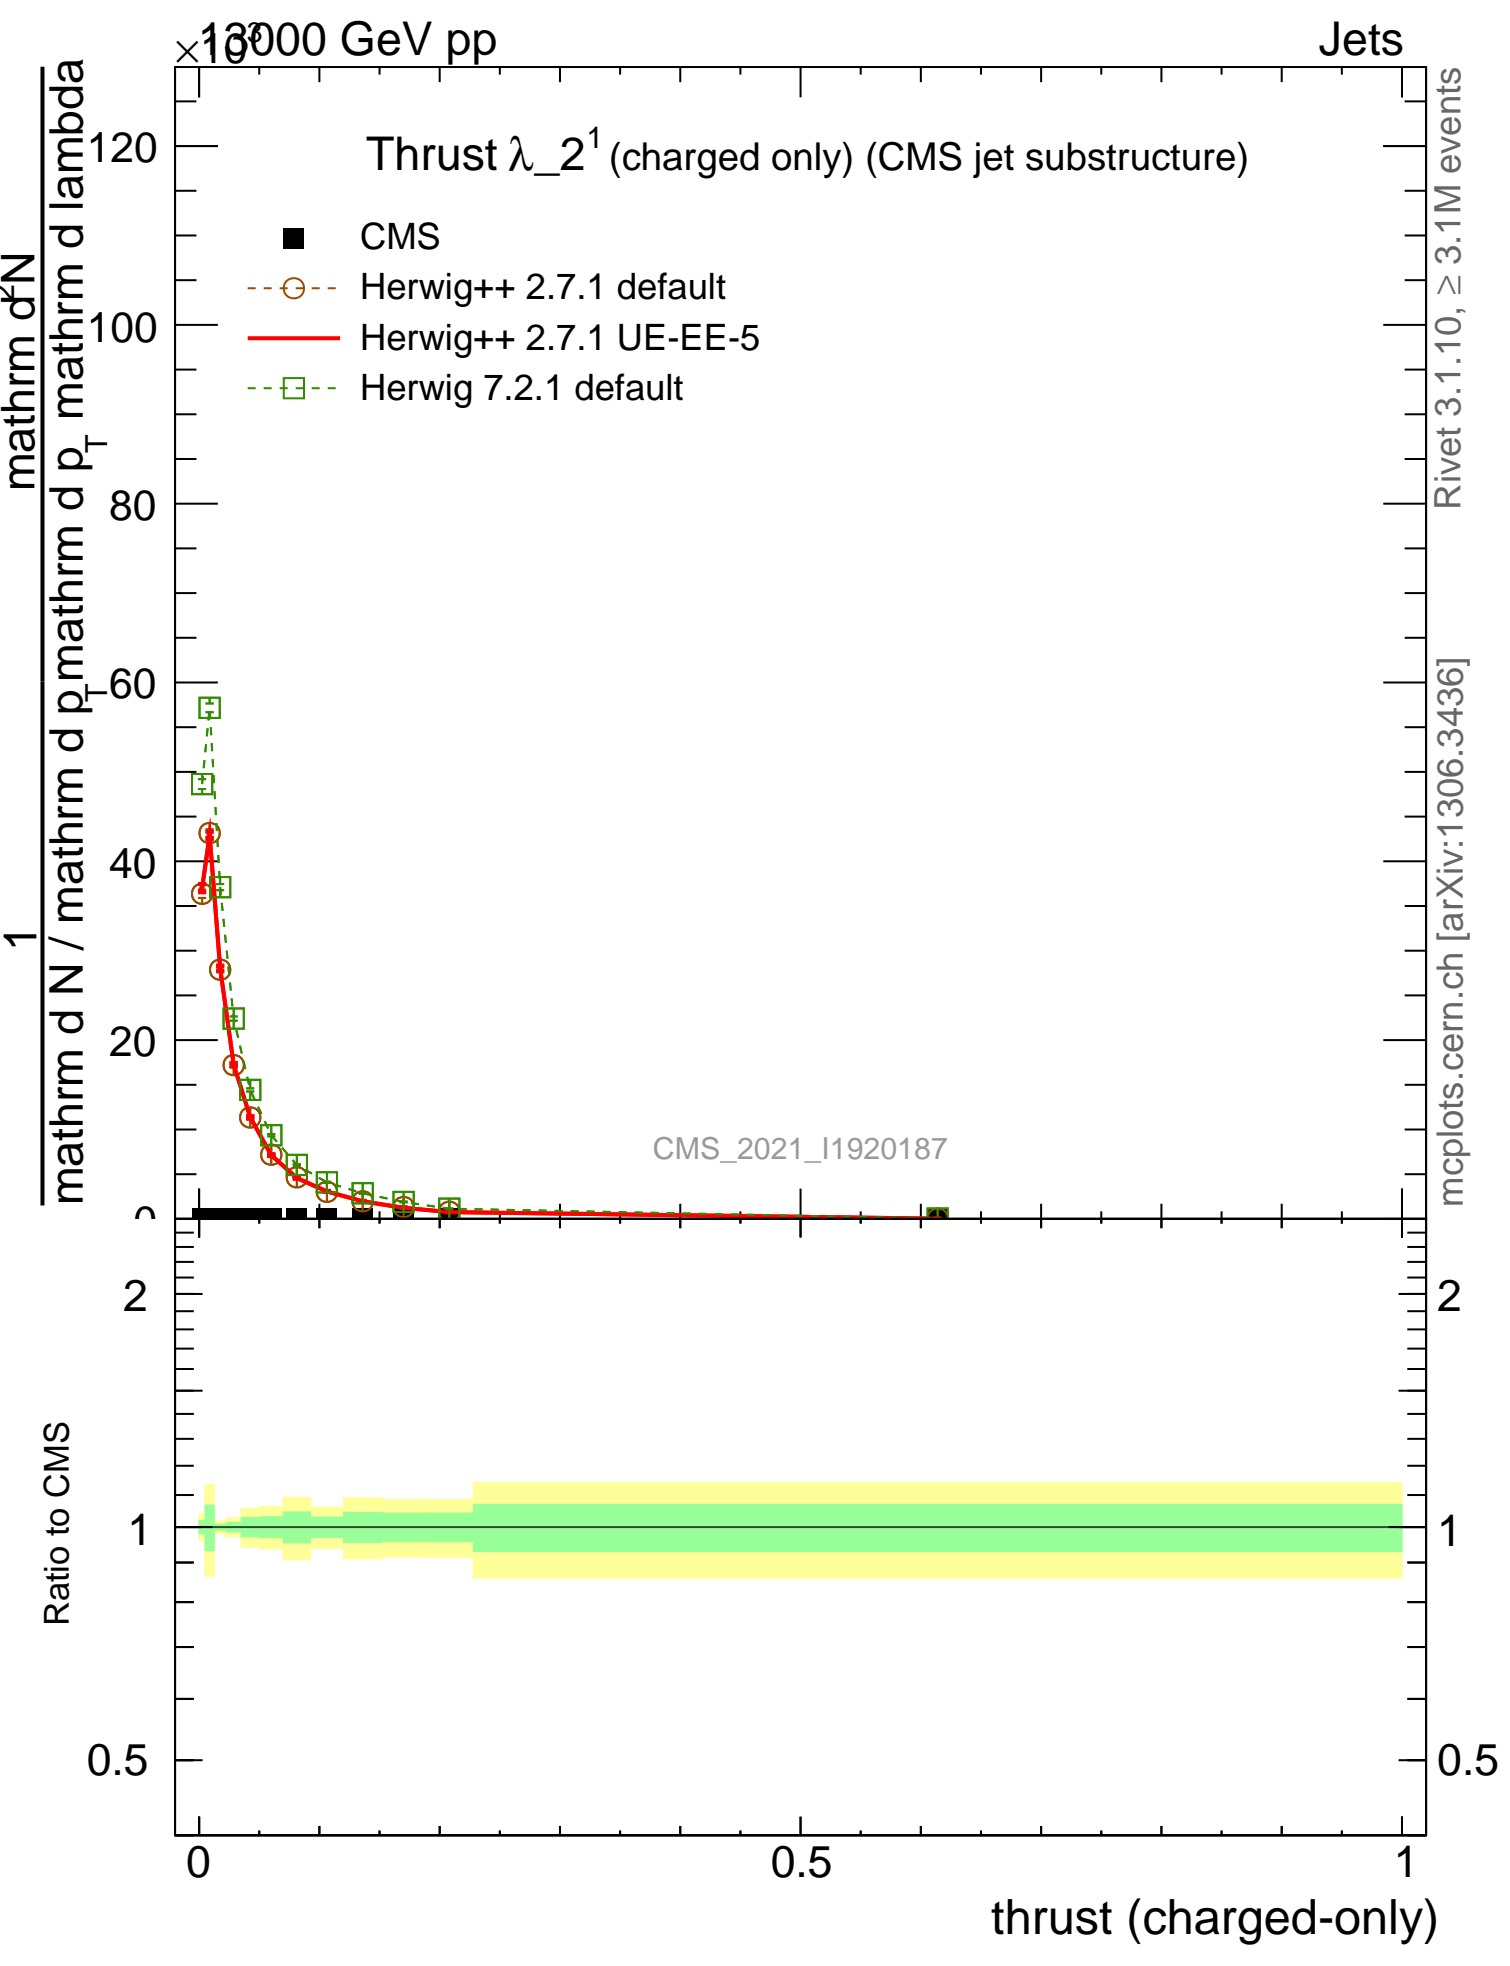 ×10³
13000 GeV pp
Jets
Thrust λ_2¹ (charged only) (CMS jet substructure)
CMS
Herwig++ 2.7.1 default
Herwig++ 2.7.1 UE-EE-5
Herwig 7.2.1 default
120
100
80
60
40
20
0
1
mathrm d N / mathrm d p_T mathrm d p_T mathrm d lambda
mathrm d²N
CMS_2021_I1920187
Rivet 3.1.10, ≥ 3.1M events
mcplots.cern.ch [arXiv:1306.3436]
Ratio to CMS
2
1
0.5
2
1
0.5
0
0.5
1
thrust (charged-only)